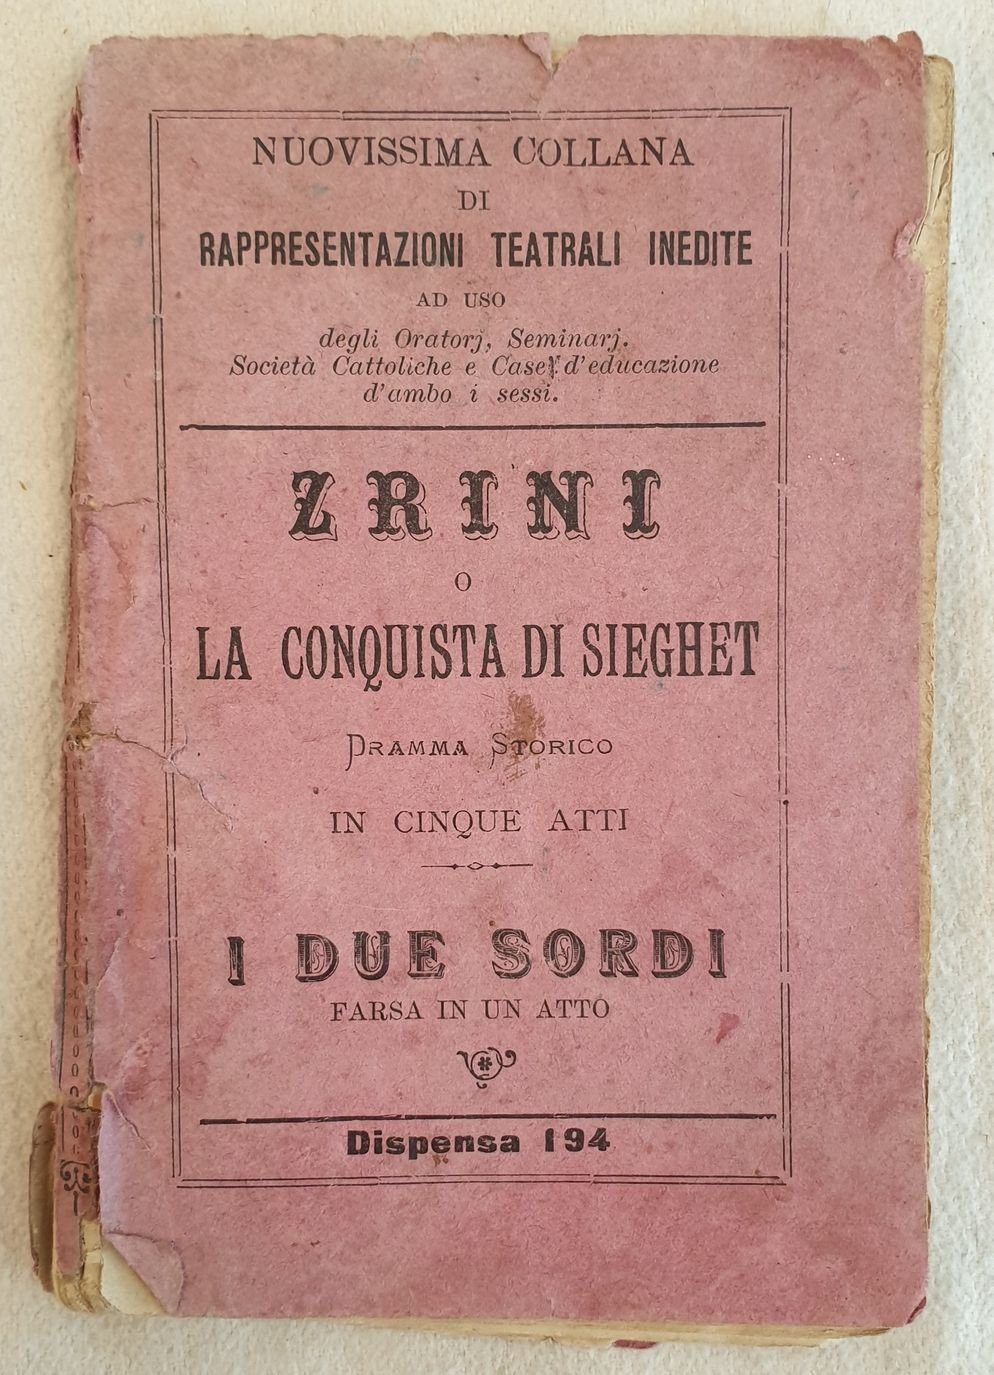 NUOVISSIMA COLLANA
DI
RAPPRESENTAZIONI TEATRALI INEDITE
AD USO
degli Oratorj, Seminarj.
Società Cattoliche e Case d'educazione
d'ambo i sessi.
ZRINI
O
LA CONQUISTA DI SIEGHET
DRAMMA STORICO
IN CINQUE ATTI
I DUE SORDI
FARSA IN UN ATTO
Dispensa 194